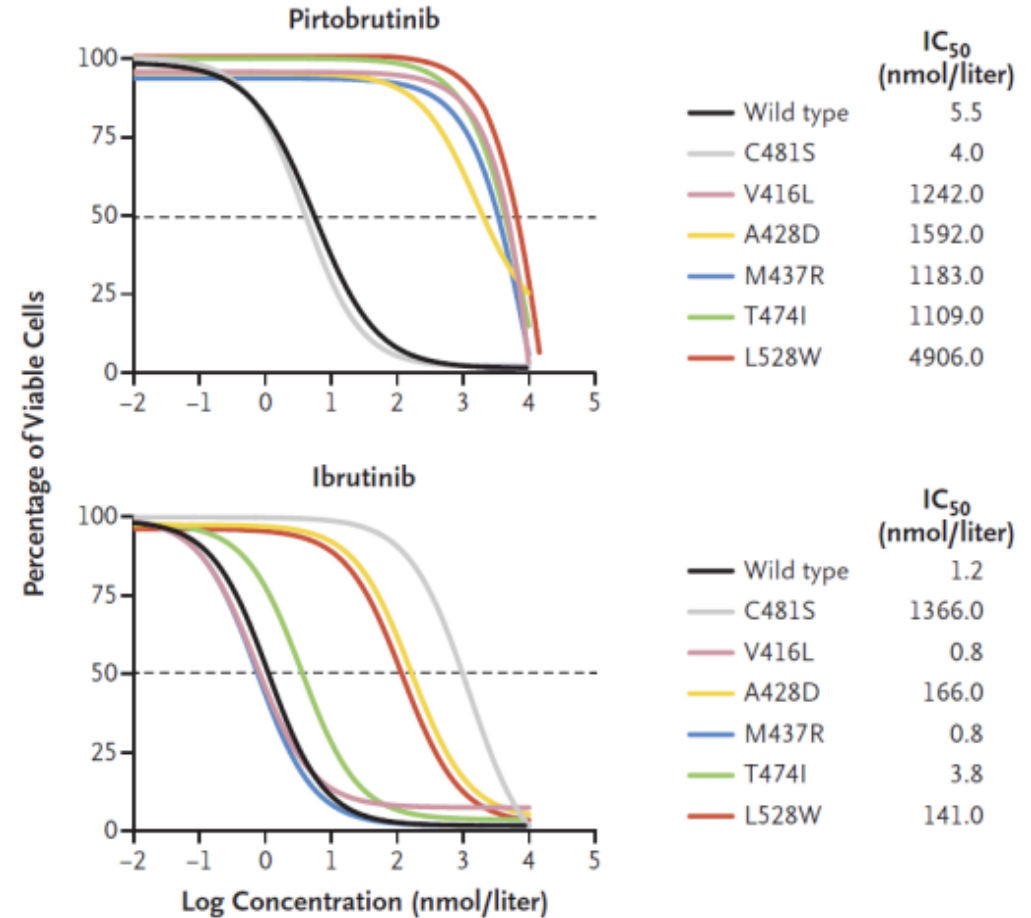 Pirtobrutinib
100
75
50
25
0
−2 −1 0 1 2 3 4 5
IC50
(nmol/liter)
Wild type 5.5
C481S 4.0
V416L 1242.0
A428D 1592.0
M437R 1183.0
T474I 1109.0
L528W 4906.0
Percentage of Viable Cells
Ibrutinib
100
75
50
25
0
−2 −1 0 1 2 3 4 5
Log Concentration (nmol/liter)
IC50
(nmol/liter)
Wild type 1.2
C481S 1366.0
V416L 0.8
A428D 166.0
M437R 0.8
T474I 3.8
L528W 141.0